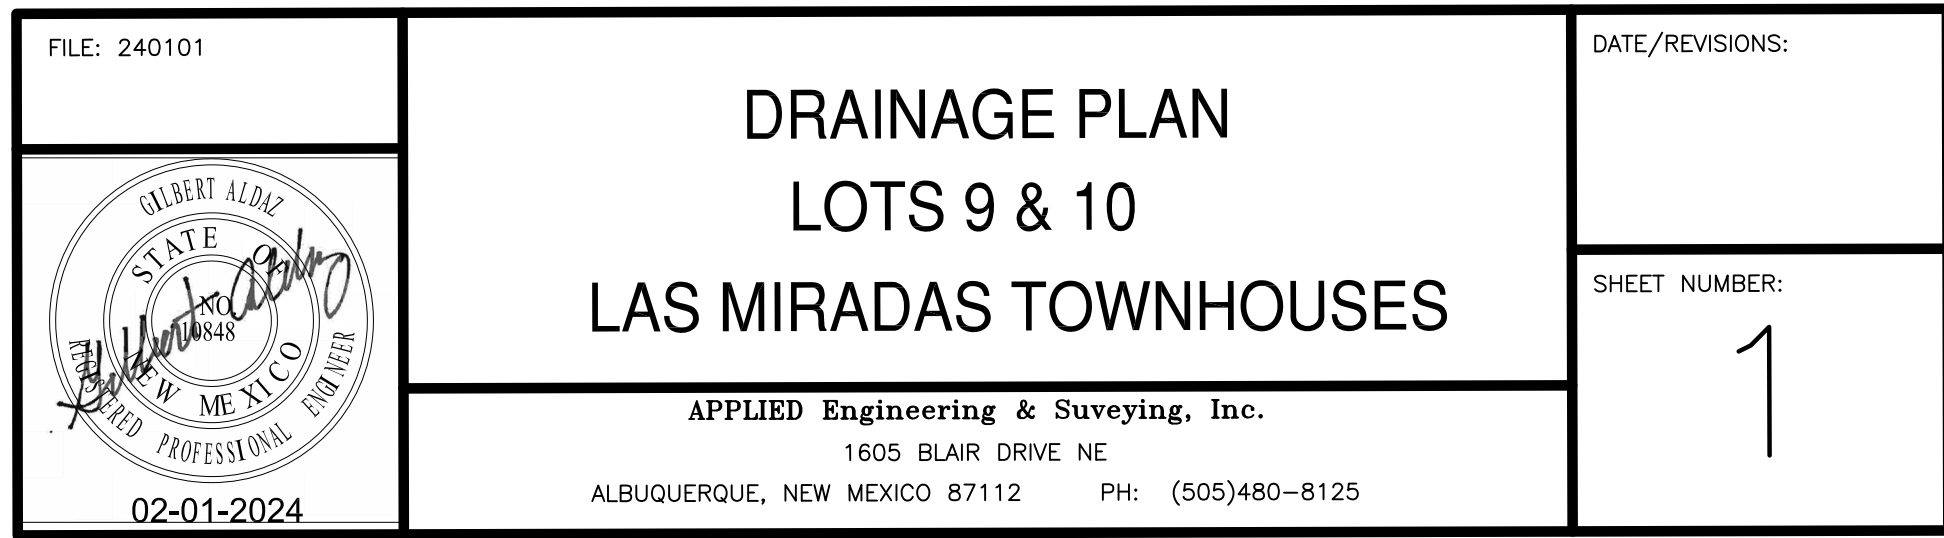 FILE: 240101
GILBERT ALDAZ
STATE OF
NO.
10848
NEW MEXICO
REGISTERED PROFESSIONAL ENGINEER
Gilbert Aldaz
02-01-2024
DRAINAGE PLAN
LOTS 9 & 10
LAS MIRADAS TOWNHOUSES
APPLIED Engineering & Suveying, Inc.
1605 BLAIR DRIVE NE
ALBUQUERQUE, NEW MEXICO 87112 PH: (505)480-8125
DATE/REVISIONS:
SHEET NUMBER:
1